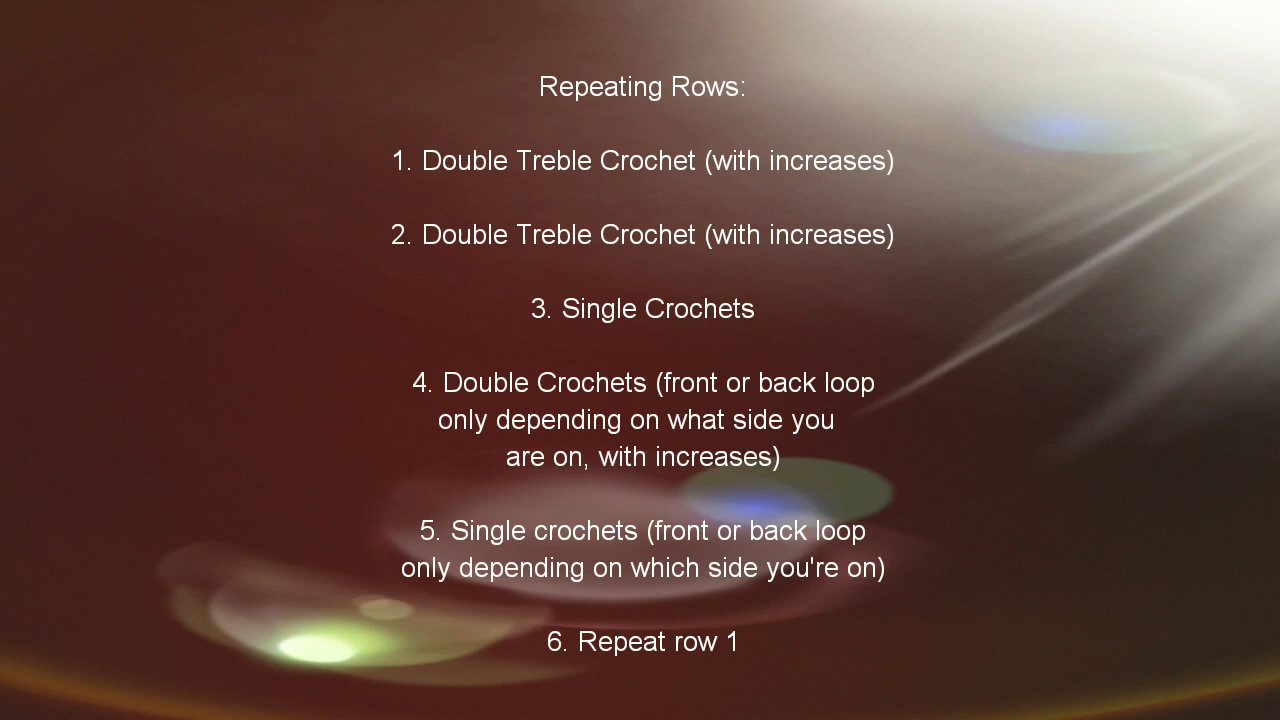 Repeating Rows:
1. Double Treble Crochet (with increases)
2. Double Treble Crochet (with increases)
3. Single Crochets
4. Double Crochets (front or back loop
only depending on what side you
are on, with increases)
5. Single crochets (front or back loop
only depending on which side you're on)
6. Repeat row 1